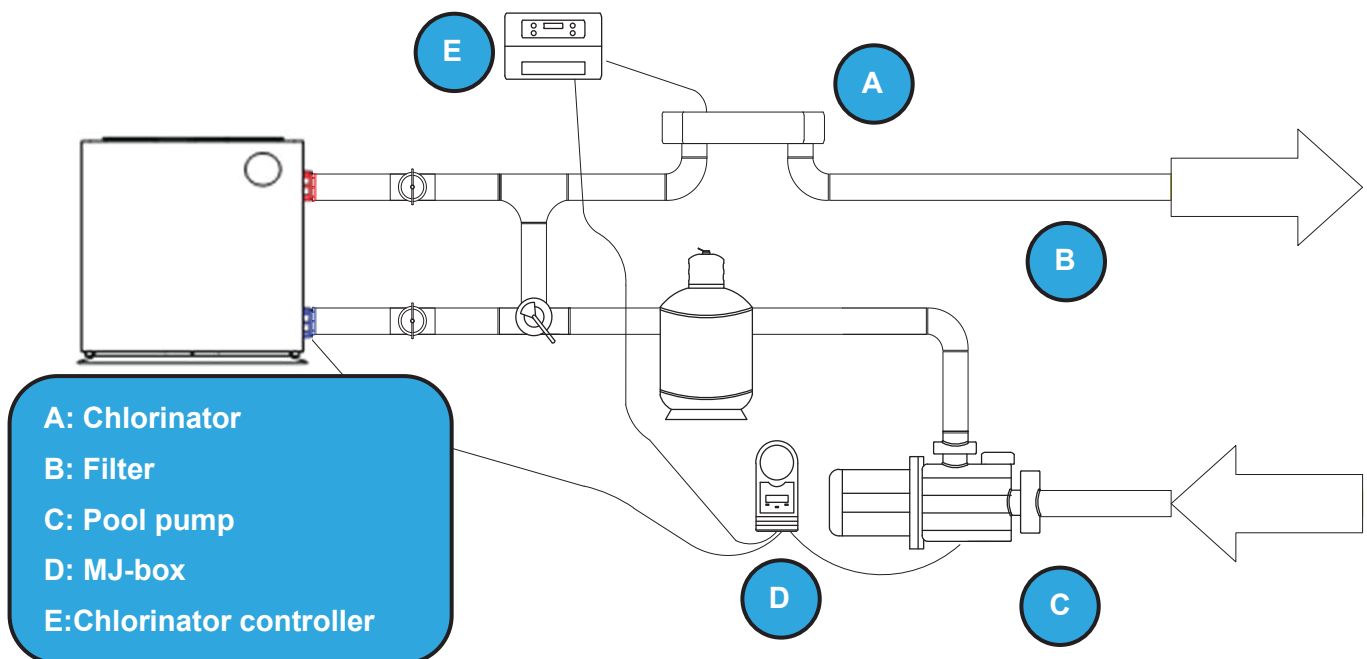 E
A
B
A: Chlorinator
B: Filter
C: Pool pump
D: MJ-box
E:Chlorinator controller
D
C